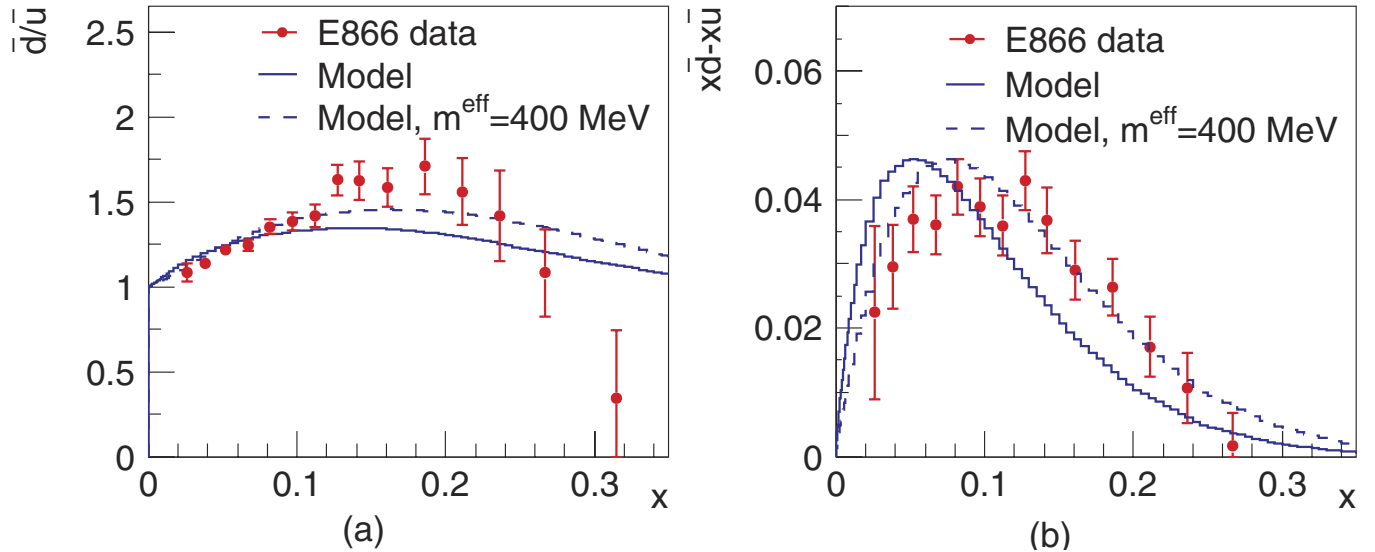 d̅/u̅
2.5
2
1.5
1
0.5
0
E866 data
Model
Model, m^eff=400 MeV
0
0.1
0.2
0.3
x
(a)
xd̅-xu̅
0.06
0.04
0.02
0
E866 data
Model
Model, m^eff=400 MeV
0
0.1
0.2
0.3
x
(b)